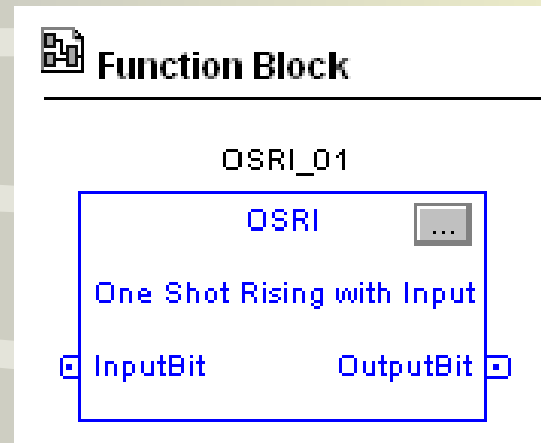 Function Block
OSRI_01
OSRI
...
One Shot Rising with Input
InputBit OutputBit